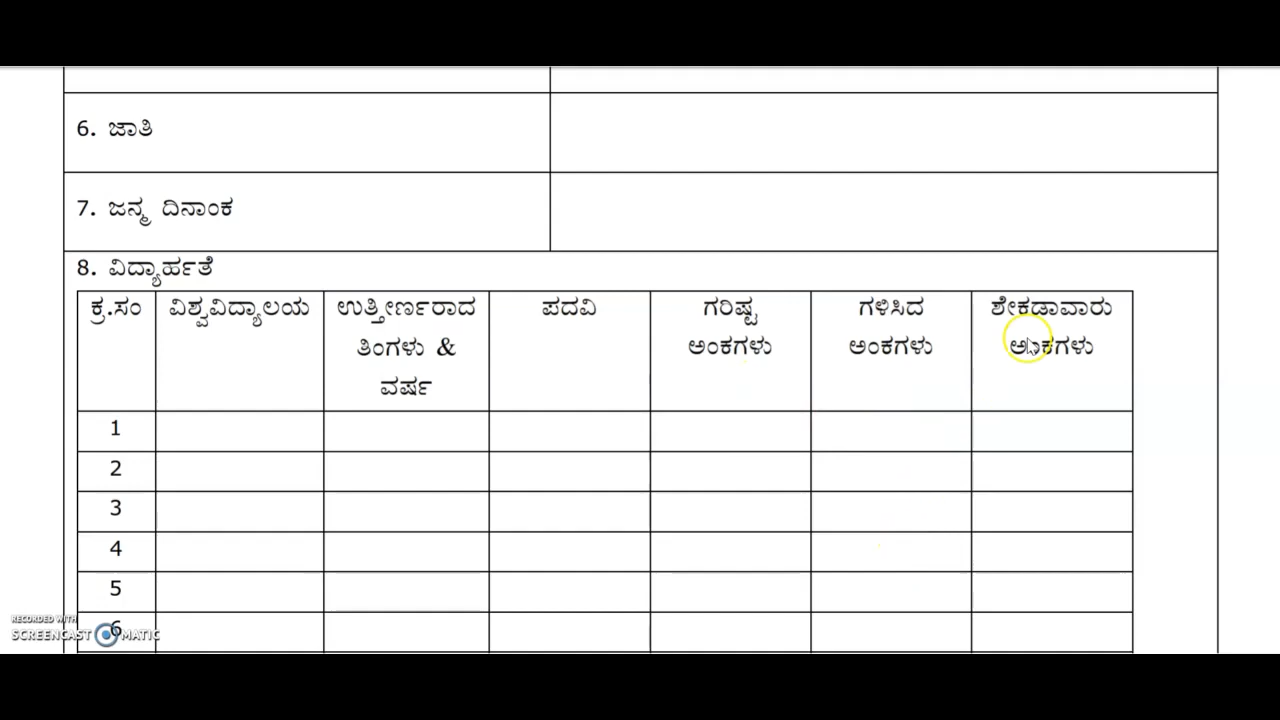 6. ಜಾತಿ
7. ಜನ್ಮ ದಿನಾಂಕ
8. ವಿದ್ಯಾರ್ಹತೆ
ಕ್ರ.ಸಂ ವಿಶ್ವವಿದ್ಯಾಲಯ ಉತ್ತೀರ್ಣರಾದ ಪದವಿ ಗರಿಷ್ಟ ಗಳಿಸಿದ ಶೇಕಡಾವಾರು
ತಿಂಗಳು & ಅಂಕಗಳು ಅಂಕಗಳು ಅಂಕಗಳು
ವರ್ಷ
1
2
3
4
5
6
RECORDED WITH
SCREENCAST MATIC